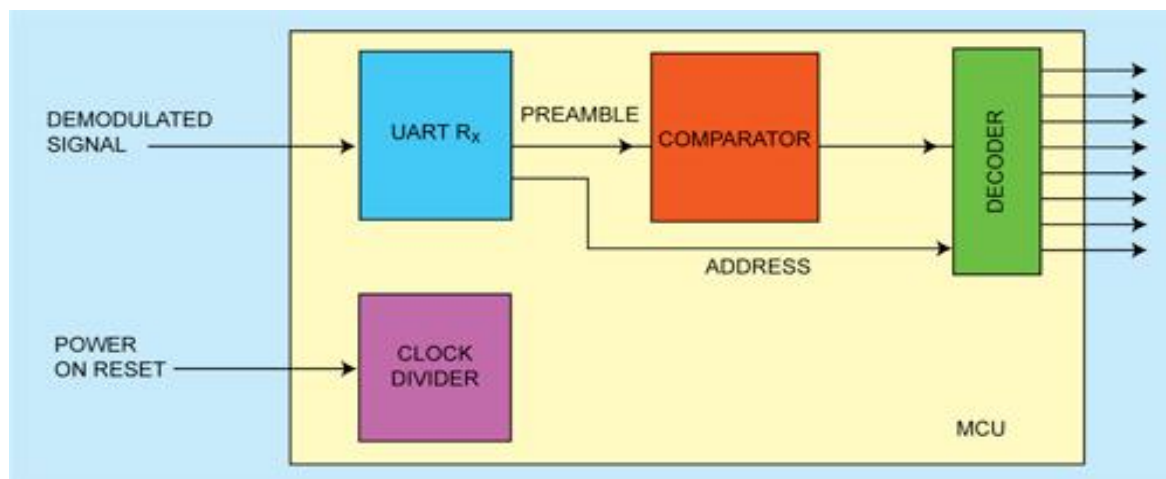 DEMODULATED
SIGNAL
UART Rx
PREAMBLE
COMPARATOR
DECODER
ADDRESS
POWER
ON RESET
CLOCK
DIVIDER
MCU